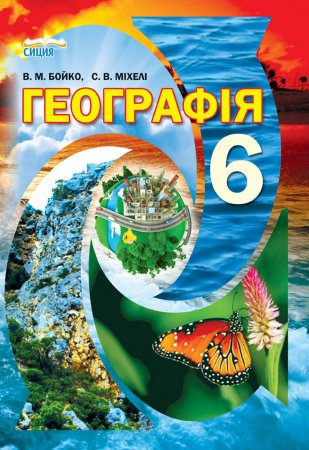 СИЦИЯ
В. М. БОЙКО, С. В. МІХЕЛІ
ГЕОГРАФІЯ
6